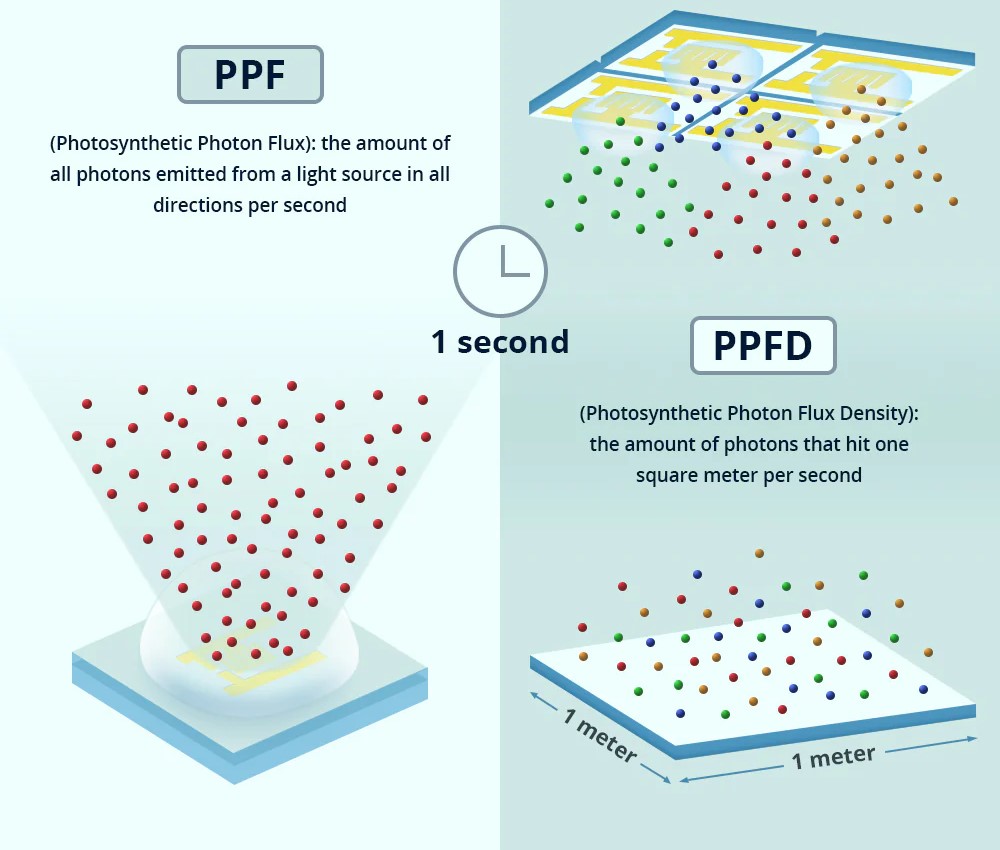 PPF
(Photosynthetic Photon Flux): the amount of
all photons emitted from a light source in all
directions per second
1 second
PPFD
(Photosynthetic Photon Flux Density):
the amount of photons that hit one
square meter per second
1 meter
1 meter